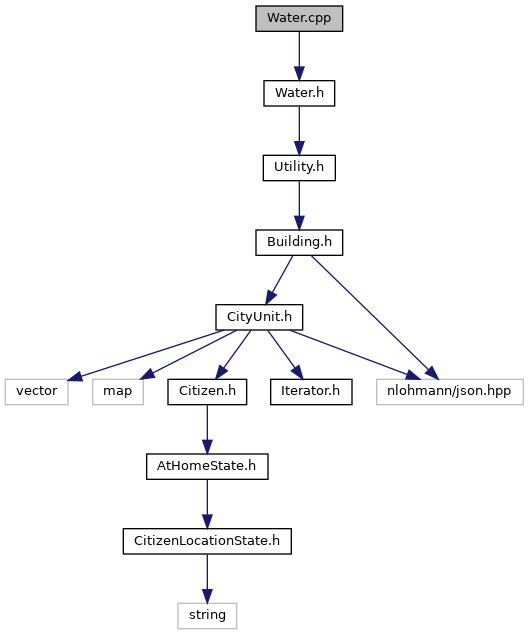 Water.cpp
Water.h
Utility.h
Building.h
CityUnit.h
vector
map
Citizen.h
Iterator.h
nlohmann/json.hpp
AtHomeState.h
CitizenLocationState.h
string